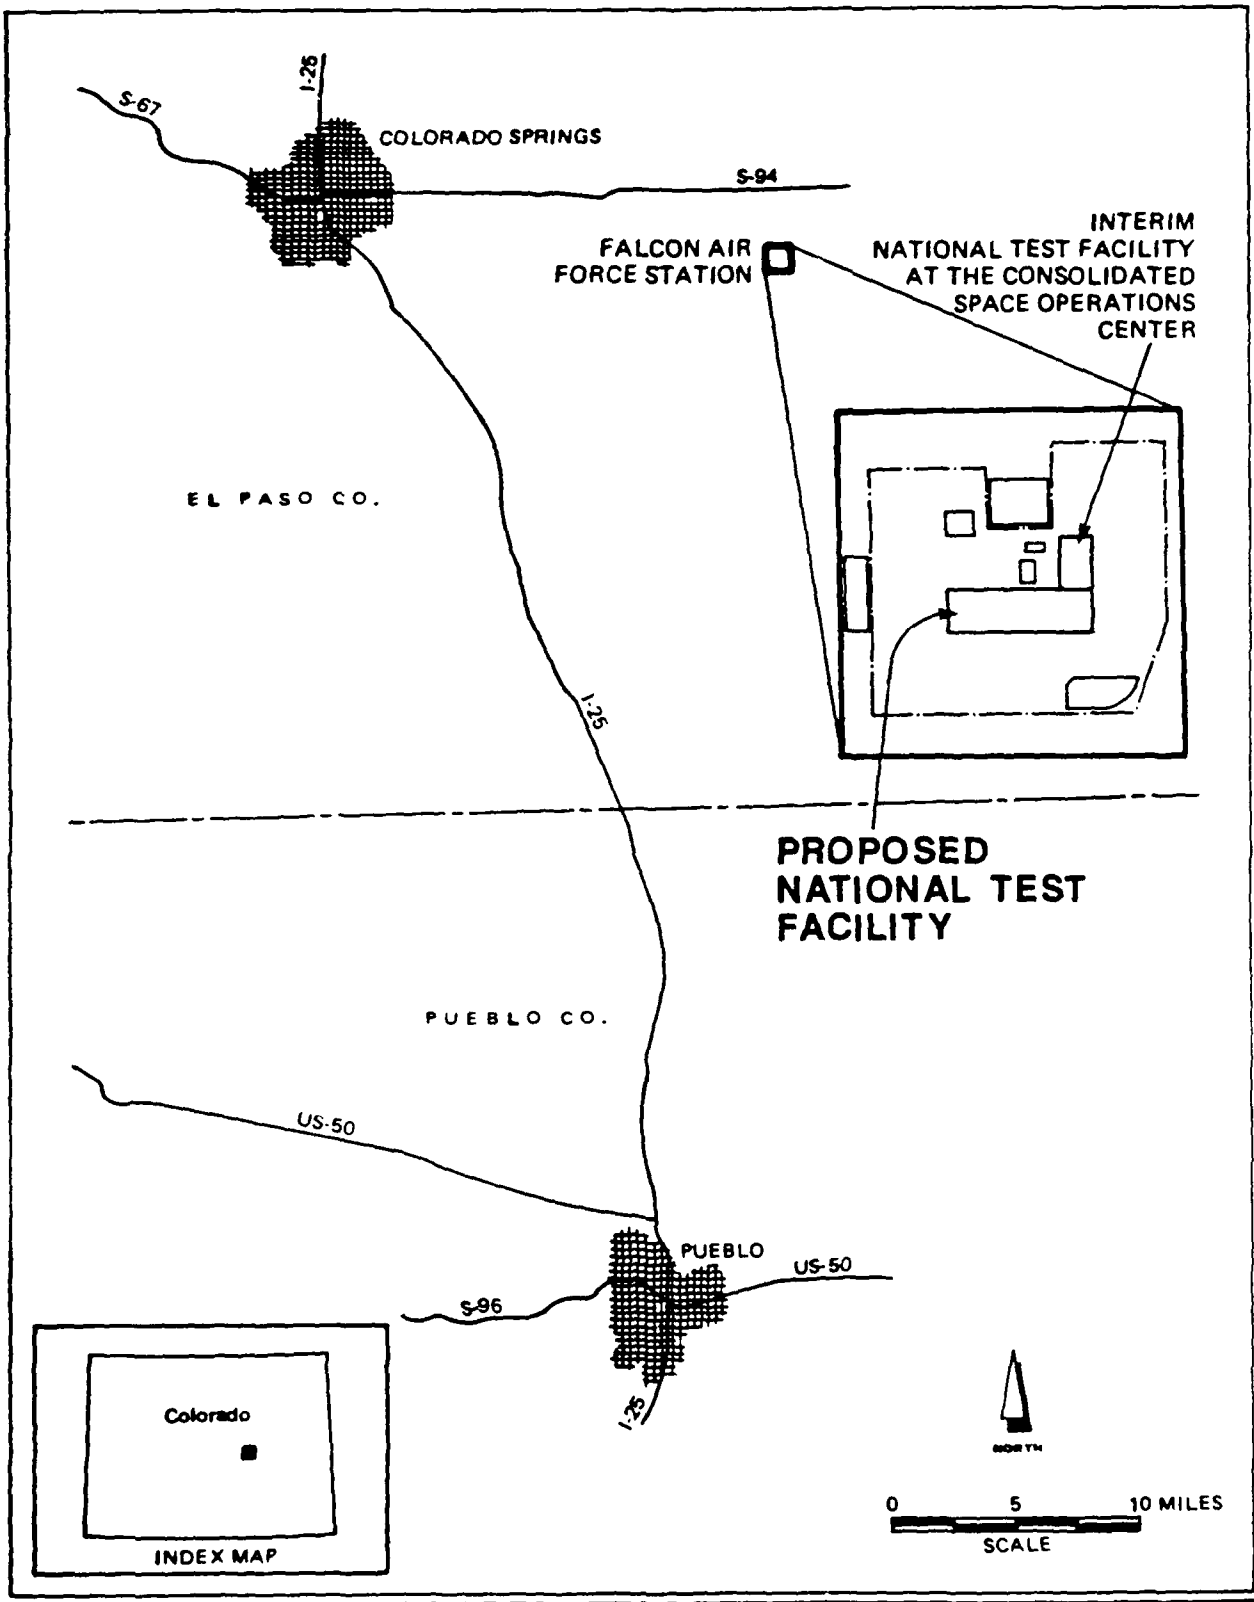 I-25
S-67
COLORADO SPRINGS
S-94
INTERIM
NATIONAL TEST FACILITY
AT THE CONSOLIDATED
SPACE OPERATIONS
CENTER
FALCON AIR
FORCE STATION
EL PASO CO.
I-25
PROPOSED
NATIONAL TEST
FACILITY
PUEBLO CO.
US-50
PUEBLO
US-50
S-96
I-25
Colorado
INDEX MAP
NORTH
0 5 10 MILES
SCALE